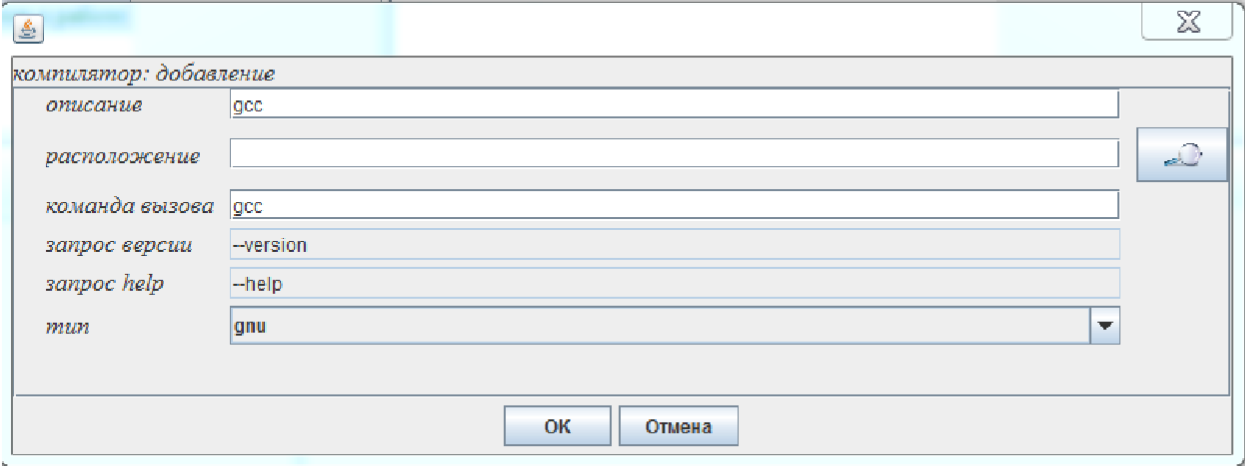 компилятор: добавление
описание gcc
расположение
команда вызова gcc
запрос версии --version
запрос help --help
тип gnu
OK Отмена